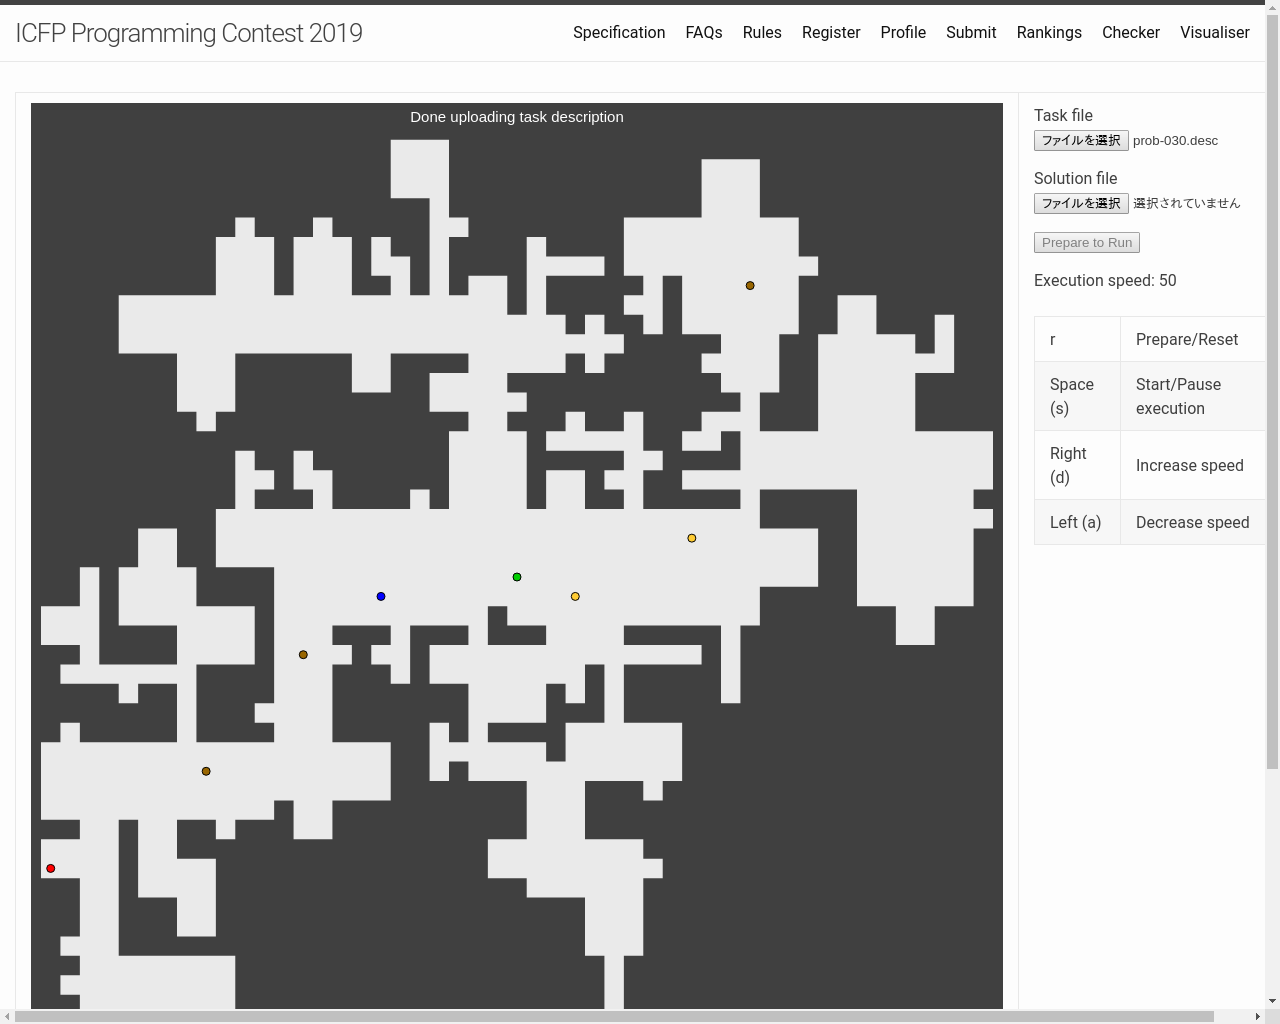 ICFP Programming Contest 2019
Specification FAQs Rules Register Profile Submit Rankings Checker Visualiser
Done uploading task description
Task file
ファイルを選択 prob-030.desc
Solution file
ファイルを選択 選択されていません
Prepare to Run
Execution speed: 50
r Prepare/Reset
Space (s) Start/Pause execution
Right (d) Increase speed
Left (a) Decrease speed